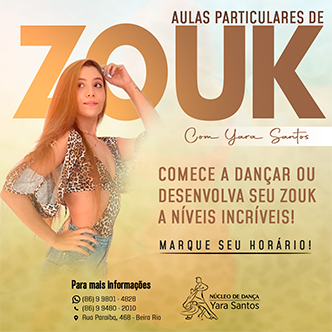 AULAS PARTICULARES DE
ZOUK
Com Yara Santos
COMECE A DANÇAR OU
DESENVOLVA SEU ZOUK
A NÍVEIS INCRÍVEIS!
MARQUE SEU HORÁRIO!
Para mais informações
(86) 9 9801 - 4828
(86) 9 9480 - 2010
Rua Paraíba, 468 - Beira Rio
NÚCLEO DE DANÇA
Yara Santos